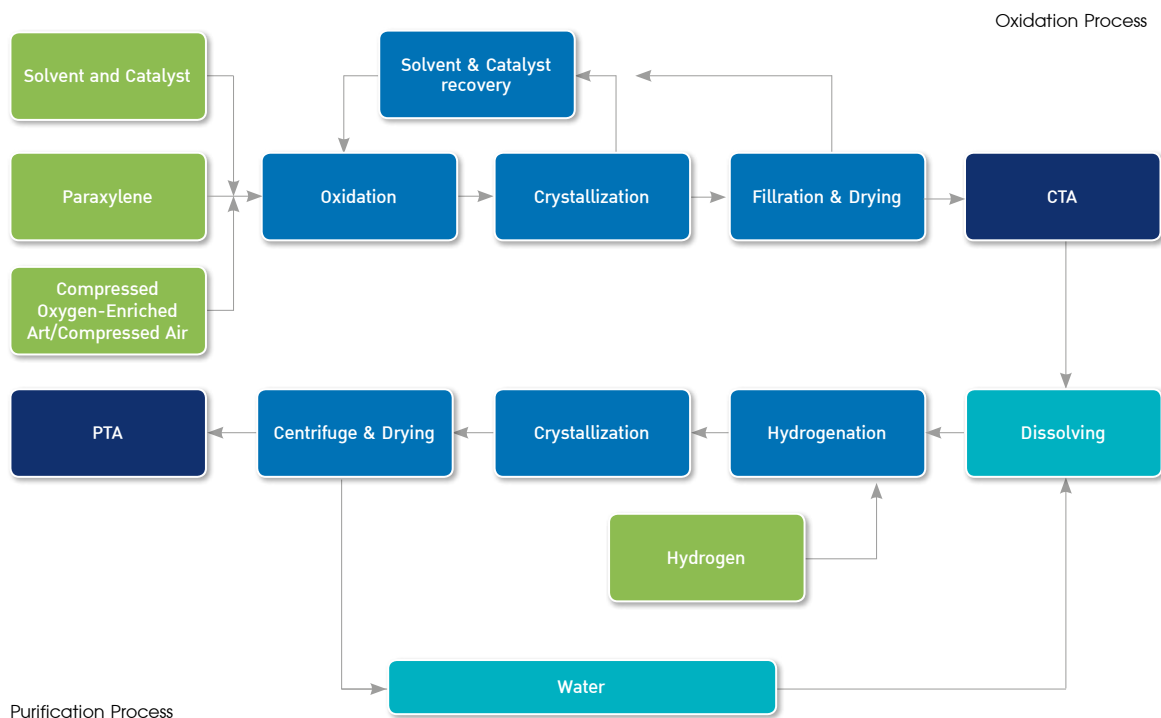 Oxidation Process
Solvent and Catalyst
Solvent & Catalyst
recovery
Paraxylene
Oxidation
Crystallization
Fillration & Drying
CTA
Compressed
Oxygen-Enriched
Art/Compressed Air
PTA
Centrifuge & Drying
Crystallization
Hydrogenation
Dissolving
Hydrogen
Water
Purification Process